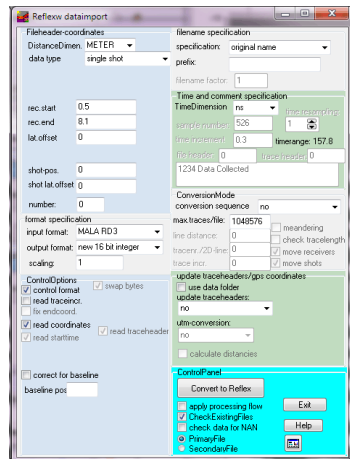 Reflexw dataimport
Fileheader-coordinates
DistanceDimen. METER
data type single shot
rec.start 0.5
rec.end 8.1
lat.offset 0
shot-pos. 0
shot lat.offset 0
number: 0
format specification
input format: MALA RD3
output format: new 16 bit integer
scaling: 1
ControlOptions
control format
swap bytes
read traceincr.
fix endcoord.
read coordinates
read traceheader
read starttime
correct for baseline
baseline pos
filename specification
specification: original name
prefix:
filename factor: 1
Time and comment specification
TimeDimension ns
time resampling:
sample number: 526
1
time increment: 0.3
timerange: 157.8
file header: 0
trace header: 0
1234 Data Collected
ConversionMode
conversion sequence no
max.traces/file: 1048576
line distance: 0
tracenr./2D-line: 0
trace incr. 0
meandering
check tracelength
move receivers
move shots
update traceheaders/gps coordinates
use data folder
update traceheaders:
no
utm-conversion:
no
calculate distancies
ControlPanel
Convert to Reflex
apply processing flow
CheckExistingFiles
check data for NAN
PrimaryFile
SecondaryFile
Exit
Help